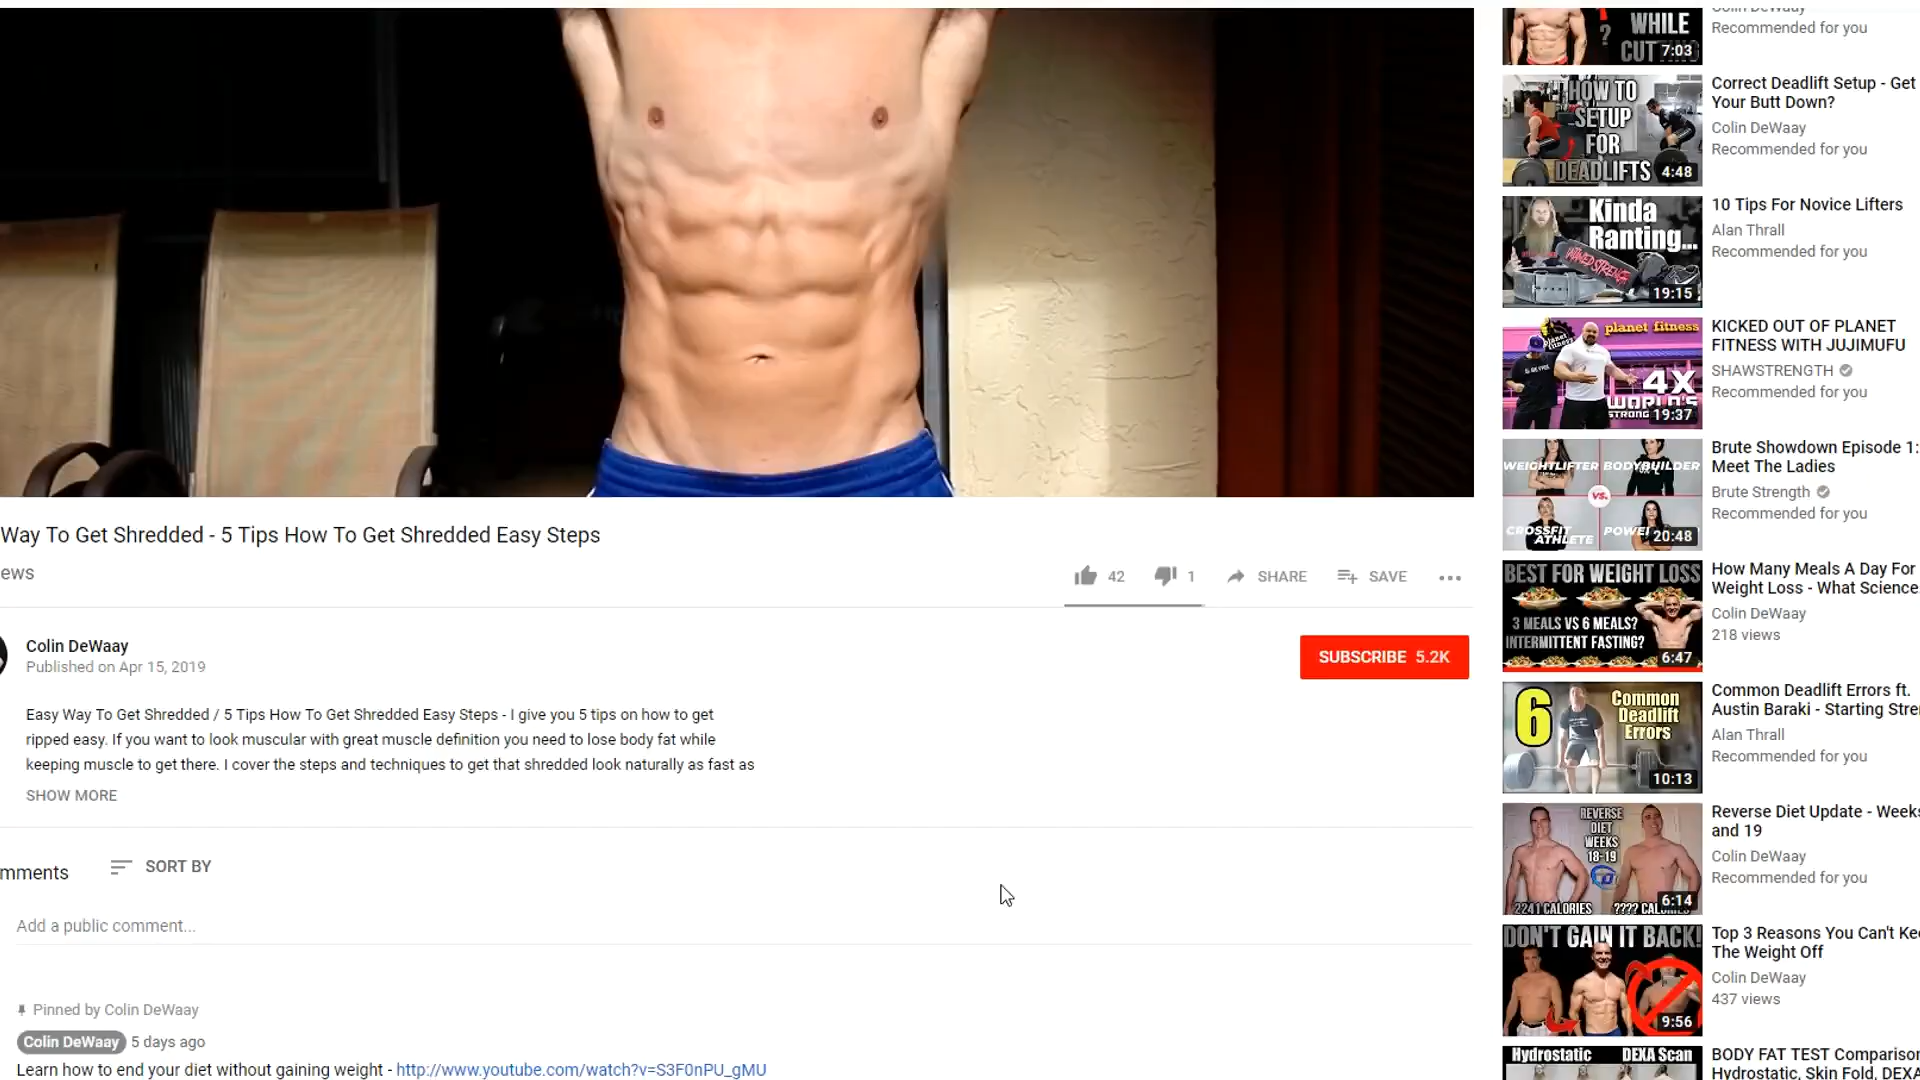 Way To Get Shredded - 5 Tips How To Get Shredded Easy Steps
ews
42
1
SHARE
SAVE
Colin DeWaay
Published on Apr 15, 2019
SUBSCRIBE 5.2K
Easy Way To Get Shredded / 5 Tips How To Get Shredded Easy Steps - I give you 5 tips on how to get
ripped easy. If you want to look muscular with great muscle definition you need to lose body fat while
keeping muscle to get there. I cover the steps and techniques to get that shredded look naturally as fast as
SHOW MORE
mments
SORT BY
Add a public comment...
Pinned by Colin DeWaay
Colin DeWaay 5 days ago
Learn how to end your diet without gaining weight - http://www.youtube.com/watch?v=S3F0nPU_gMU
WHILE
CUT
7:03
Colin DeWaay
Recommended for you
HOW TO
SETUP
FOR
DEADLIFTS
4:48
Correct Deadlift Setup - Get
Your Butt Down?
Colin DeWaay
Recommended for you
Kinda
Ranting...
19:15
10 Tips For Novice Lifters
Alan Thrall
Recommended for you
planet fitness
4X
WORLD'S
STRONG
19:37
KICKED OUT OF PLANET
FITNESS WITH JUJIMUFU
SHAWSTRENGTH
Recommended for you
WEIGHTLIFTER BODYBUILDER
VS.
CROSSFIT
ATHLETE
POWE
20:48
Brute Showdown Episode 1:
Meet The Ladies
Brute Strength
Recommended for you
BEST FOR WEIGHT LOSS
3 MEALS VS 6 MEALS?
INTERMITTENT FASTING?
6:47
How Many Meals A Day For
Weight Loss - What Science
Colin DeWaay
218 views
6
Common
Deadlift
Errors
10:13
Common Deadlift Errors ft.
Austin Baraki - Starting Stre
Alan Thrall
Recommended for you
REVERSE
DIET
WEEKS
18-19
2241 CALORIES
???? CAL
6:14
Reverse Diet Update - Weeks
and 19
Colin DeWaay
Recommended for you
DON'T GAIN IT BACK!
9:56
Top 3 Reasons You Can't Ke
The Weight Off
Colin DeWaay
437 views
Hydrostatic
DEXA Scan
BODY FAT TEST Comparison
Hydrostatic, Skin Fold, DEXA